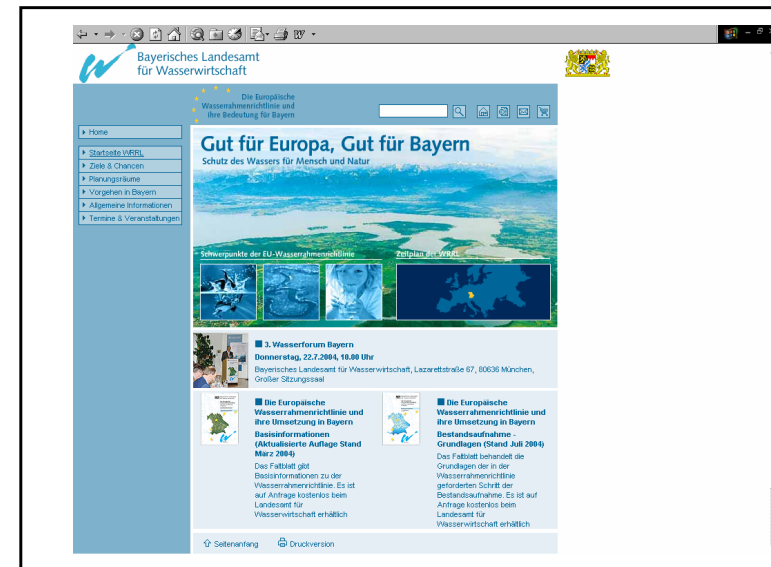 Bayerisches Landesamt
für Wasserwirtschaft
Die Europäische
Wasserrahmenrichtlinie und
ihre Bedeutung für Bayern
Home
Startseite WRRL
Ziele & Chancen
Planungsräume
Vorgehen in Bayern
Allgemeine Informationen
Termine & Veranstaltungen
Gut für Europa, Gut für Bayern
Schutz des Wassers für Mensch und Natur
Schwerpunkte der EU-Wasserrahmenrichtlinie
Zeitplan der WRRL
3. Wasserforum Bayern
Donnerstag, 22.7.2004, 10.00 Uhr
Bayerisches Landesamt für Wasserwirtschaft, Lazarettstraße 67, 80636 München,
Großer Sitzungssaal
Die Europäische
Wasserrahmenrichtlinie und
ihre Umsetzung in Bayern
Basisinformationen
(Aktualisierte Auflage Stand
März 2004)
Das Faltblatt gibt
Basisinformationen zu der
Wasserrahmenrichtlinie. Es ist
auf Anfrage kostenlos beim
Landesamt für
Wasserwirtschaft erhältlich
Die Europäische
Wasserrahmenrichtlinie und
ihre Umsetzung in Bayern
Bestandsaufnahme -
Grundlagen (Stand Juli 2004)
Das Faltblatt behandelt die
Grundlagen der in der
Wasserrahmenrichtlinie
geforderten Schritt der
Bestandsaufnahme. Es ist auf
Anfrage kostenlos beim
Landesamt für
Wasserwirtschaft erhältlich
Seitenanfang
Druckversion